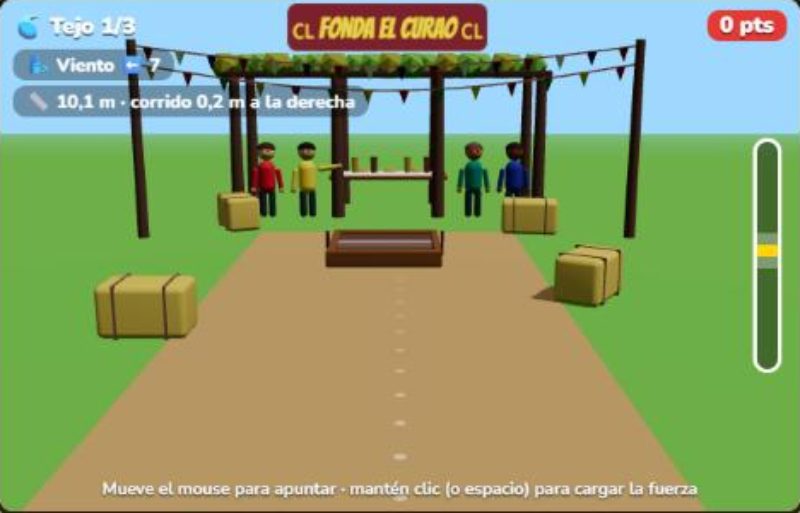 Tejo 1/3
CL FONDA EL CURAO CL
0 pts
Viento ← 7
10,1 m · corrido 0,2 m a la derecha
Mueve el mouse para apuntar · mantén clic (o espacio) para cargar la fuerza